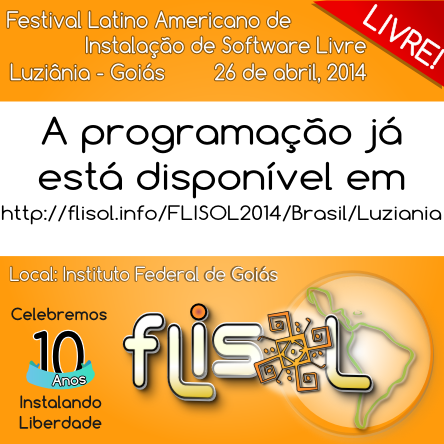 Festival Latino Americano de
Instalação de Software Livre
Luziânia - Goiás 26 de abril, 2014
LIVRE!
A programação já
está disponível em
http://flisol.info/FLISOL2014/Brasil/Luziania
Local: Instituto Federal de Goiás
Celebremos
10
Anos
Instalando
Liberdade
FLISOL